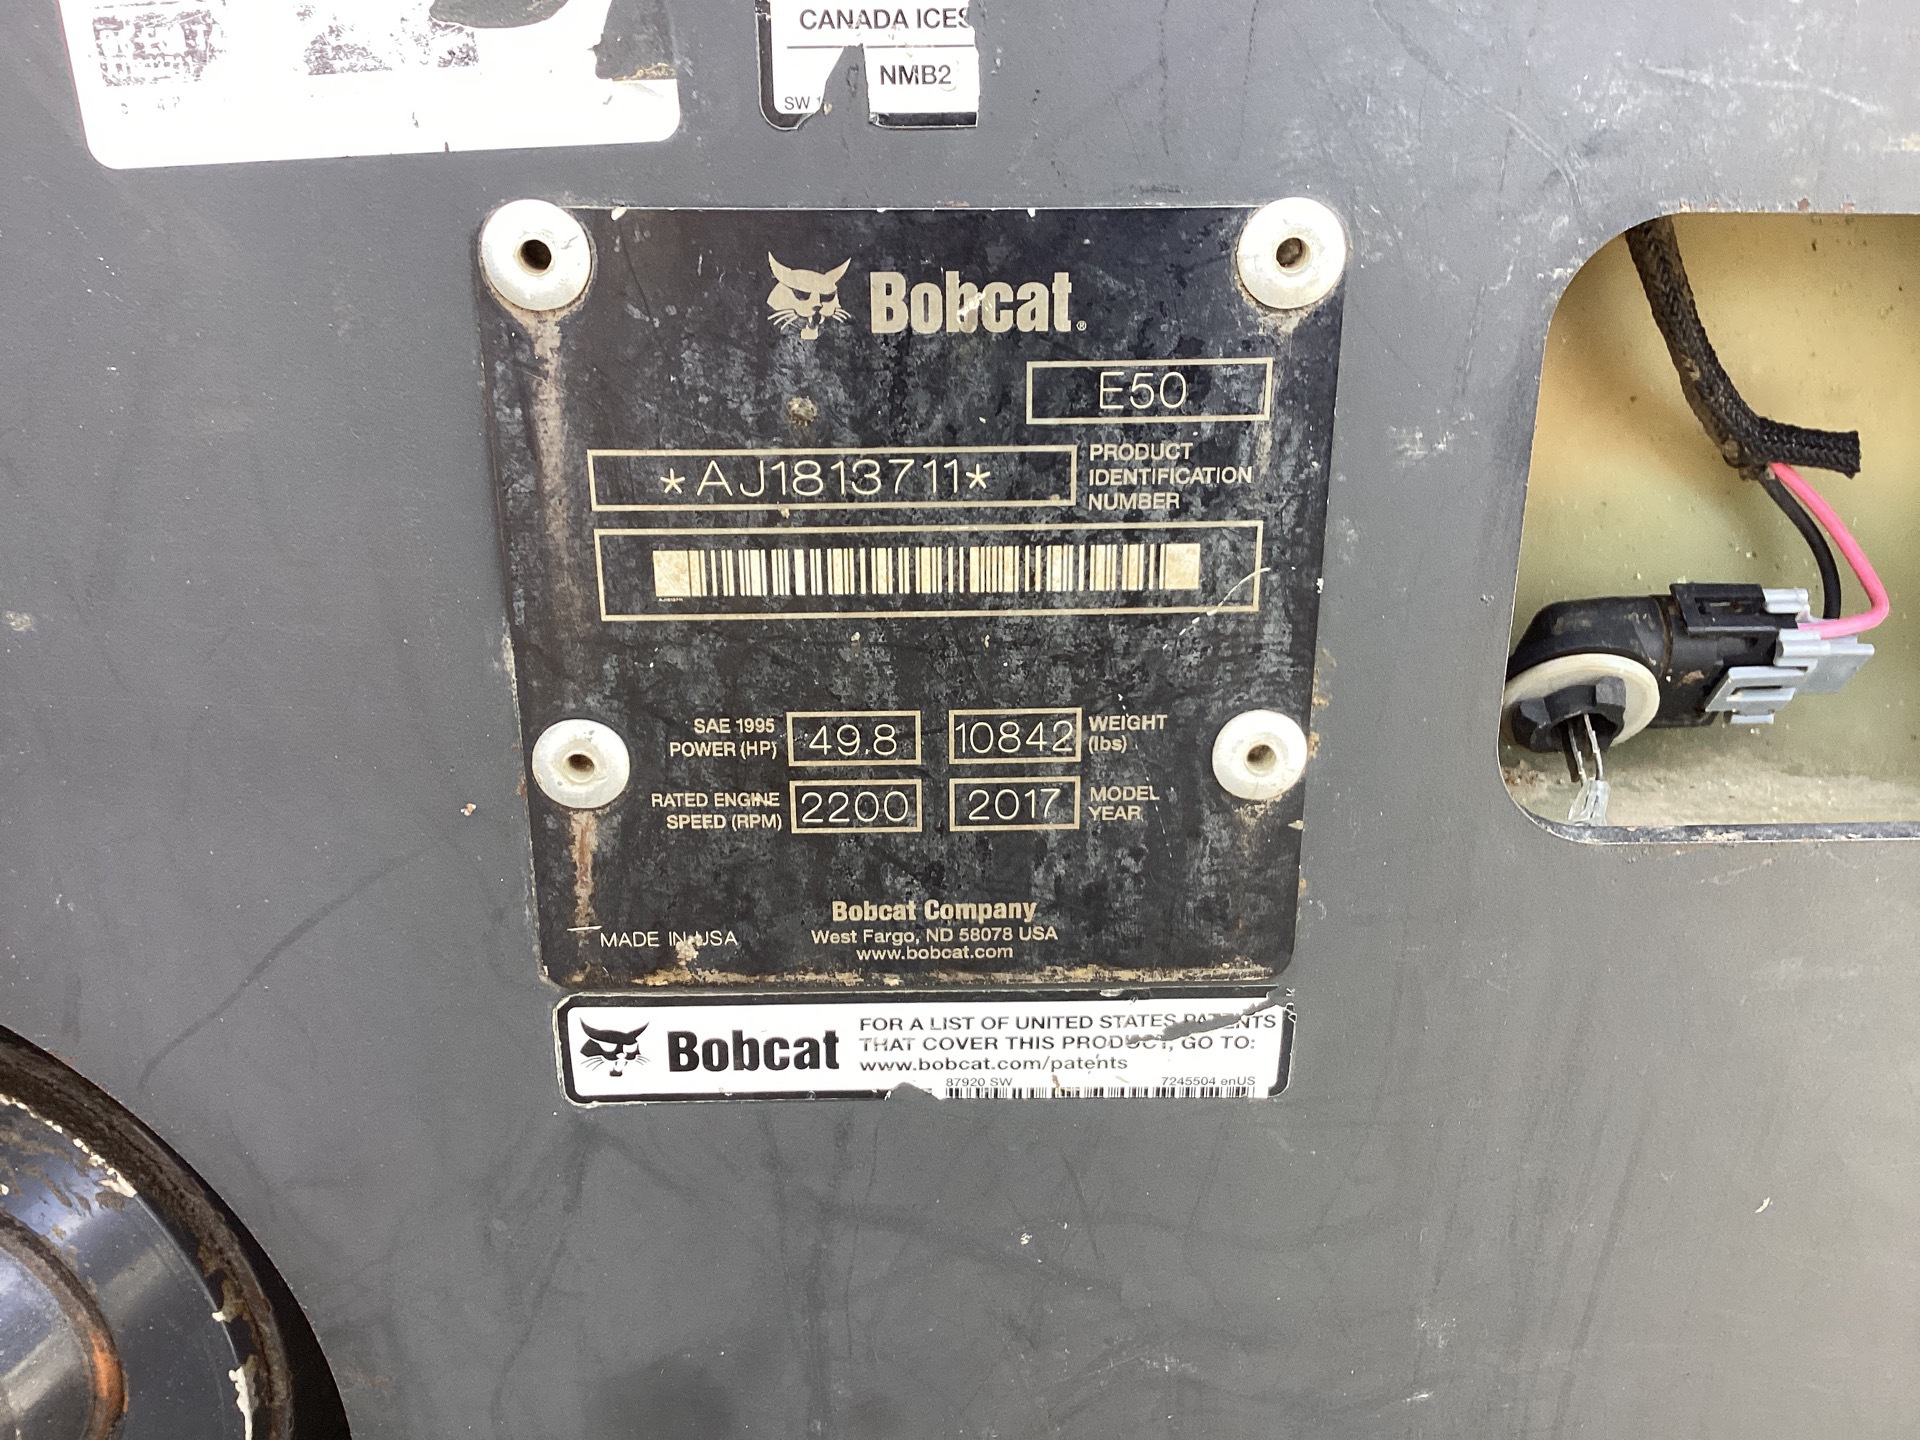 CANADA ICES
NMB2
SW
Bobcat®
E50
*AJ1813711*
PRODUCT
IDENTIFICATION
NUMBER
SAE 1995
POWER (HP)
49.8
10842
WEIGHT
(lbs)
RATED ENGINE
SPEED (RPM)
2200
2017
MODEL
YEAR
Bobcat Company
MADE IN USA
West Fargo, ND 58078 USA
www.bobcat.com
Bobcat
FOR A LIST OF UNITED STATES PATENTS
THAT COVER THIS PRODUCT, GO TO:
www.bobcat.com/patents
87920 SW
7245504 enUS